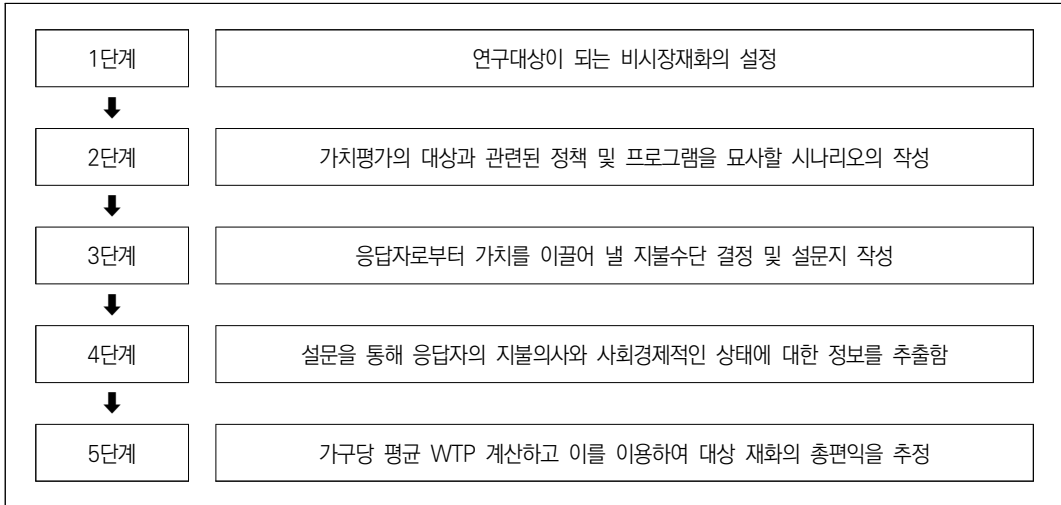 1단계
연구대상이 되는 비시장재화의 설정
2단계
가치평가의 대상과 관련된 정책 및 프로그램을 묘사할 시나리오의 작성
3단계
응답자로부터 가치를 이끌어 낼 지불수단 결정 및 설문지 작성
4단계
설문을 통해 응답자의 지불의사와 사회경제적인 상태에 대한 정보를 추출함
5단계
가구당 평균 WTP 계산하고 이를 이용하여 대상 재화의 총편익을 추정